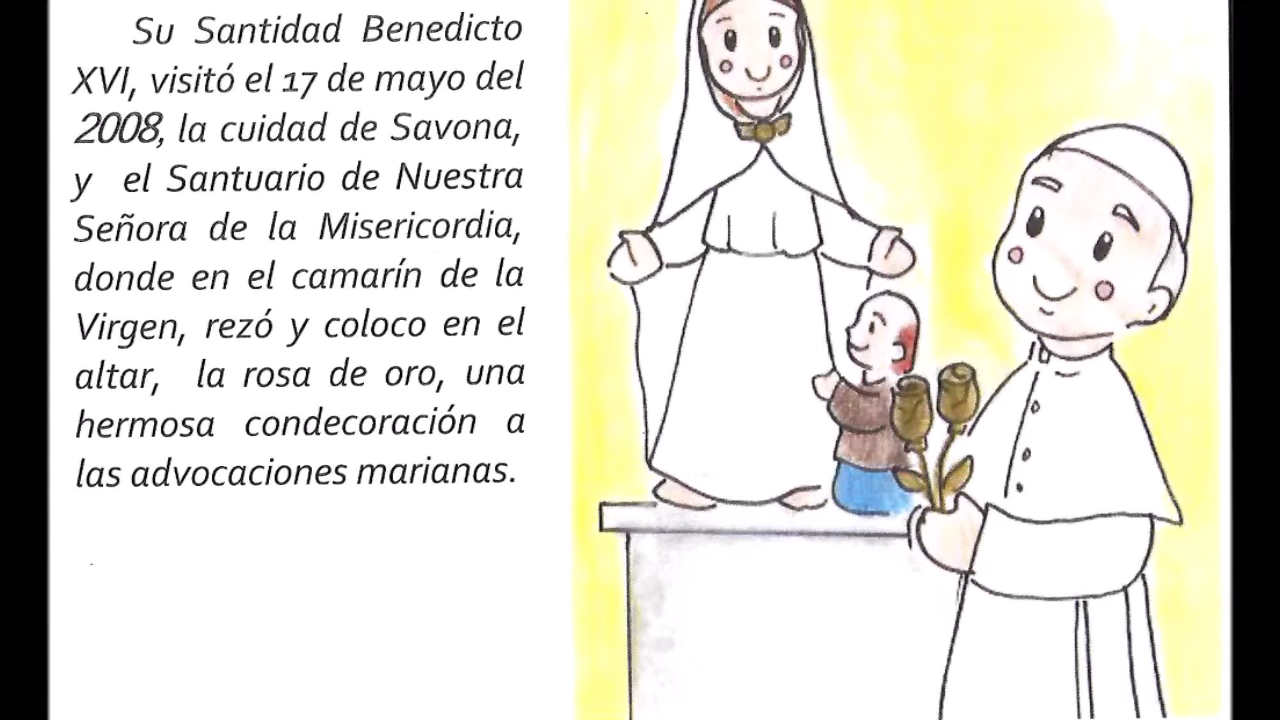 Su Santidad Benedicto
XVI, visitó el 17 de mayo del
2008, la cuidad de Savona,
y el Santuario de Nuestra
Señora de la Misericordia,
donde en el camarín de la
Virgen, rezó y coloco en el
altar, la rosa de oro, una
hermosa condecoración a
las advocaciones marianas.